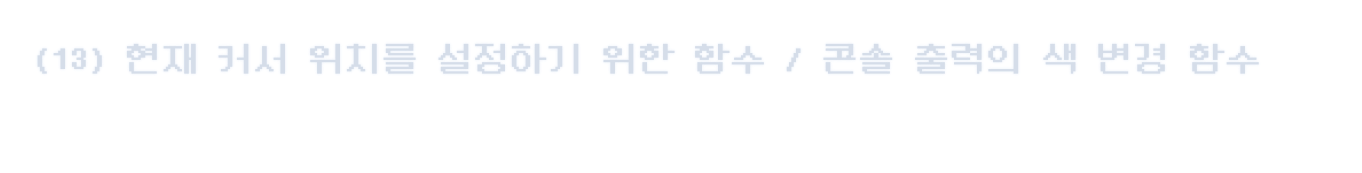 (13) 현재 커서 위치를 설정하기 위한 함수 / 콘솔 출력의 색 변경 함수